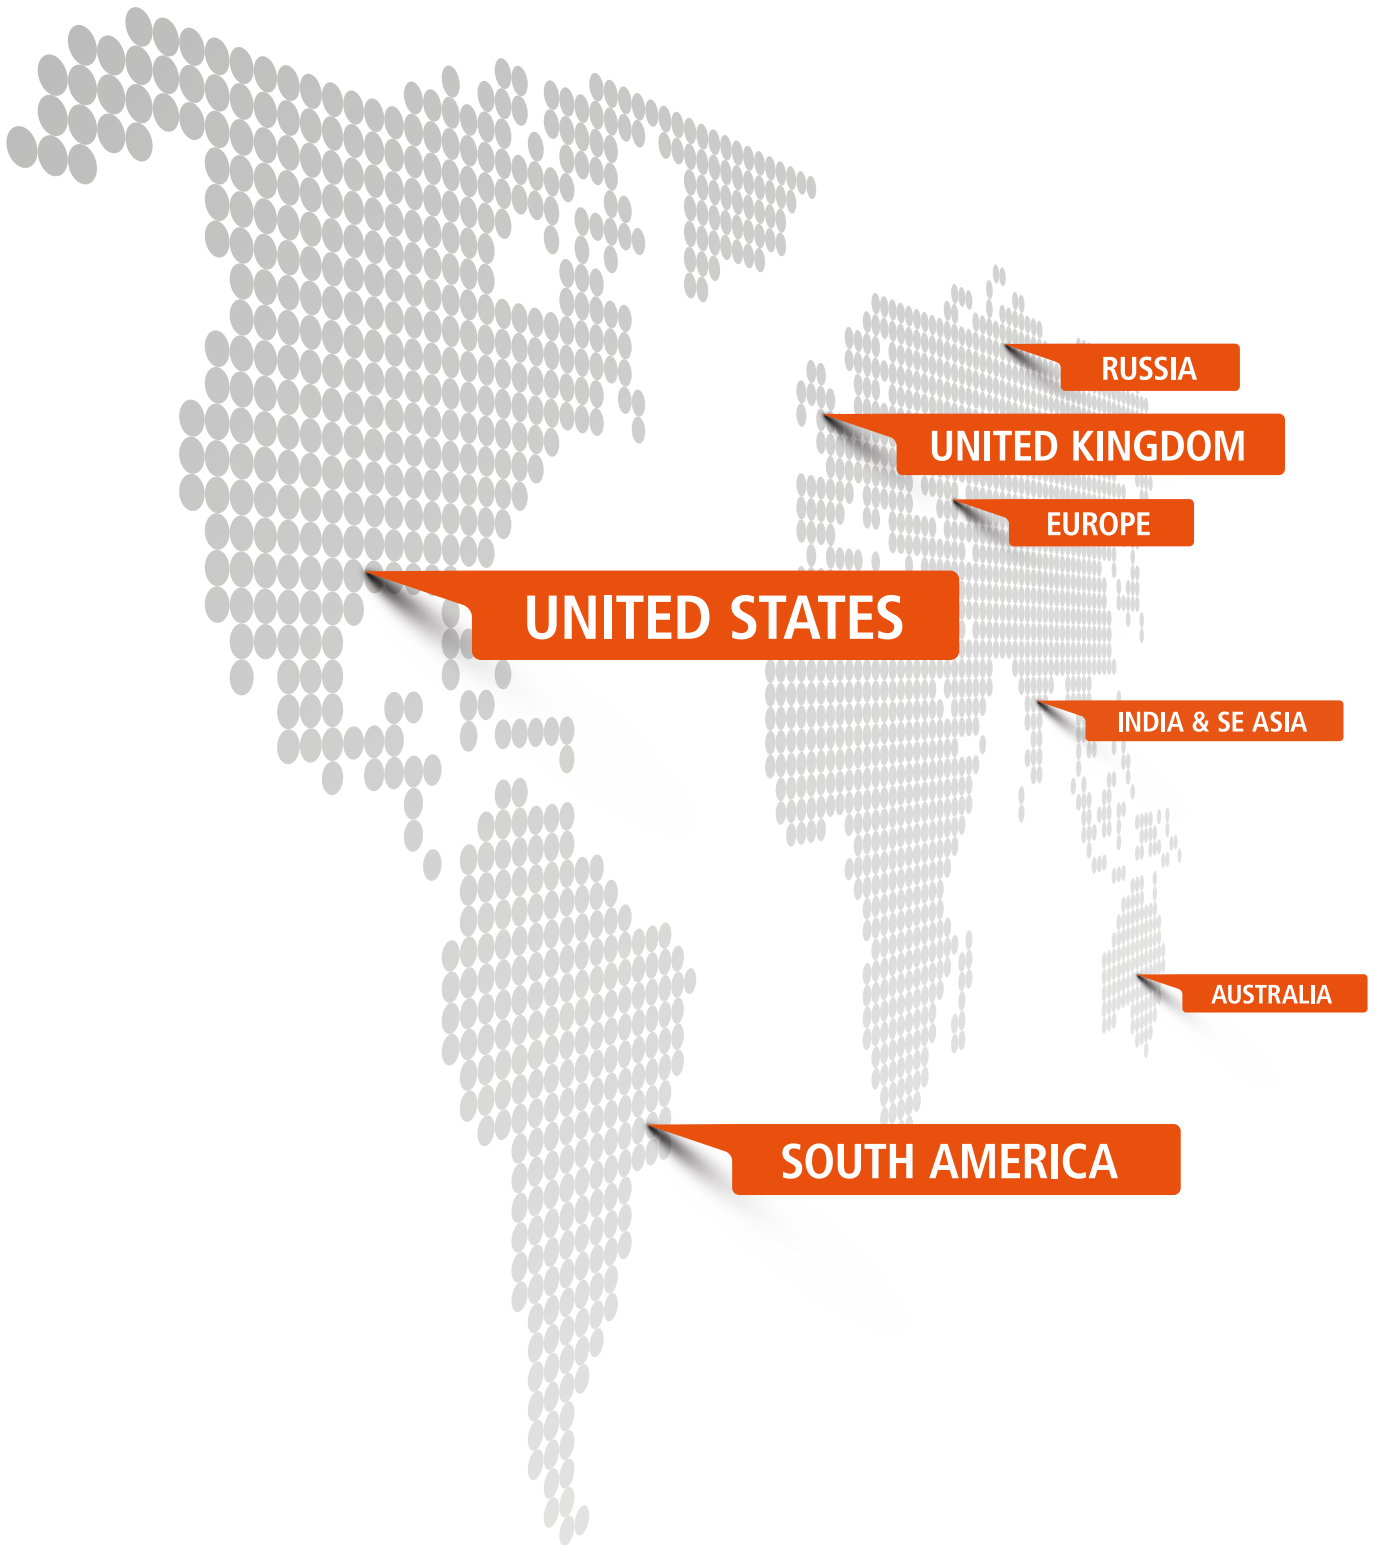 RUSSIA
UNITED KINGDOM
EUROPE
UNITED STATES
INDIA & SE ASIA
AUSTRALIA
SOUTH AMERICA